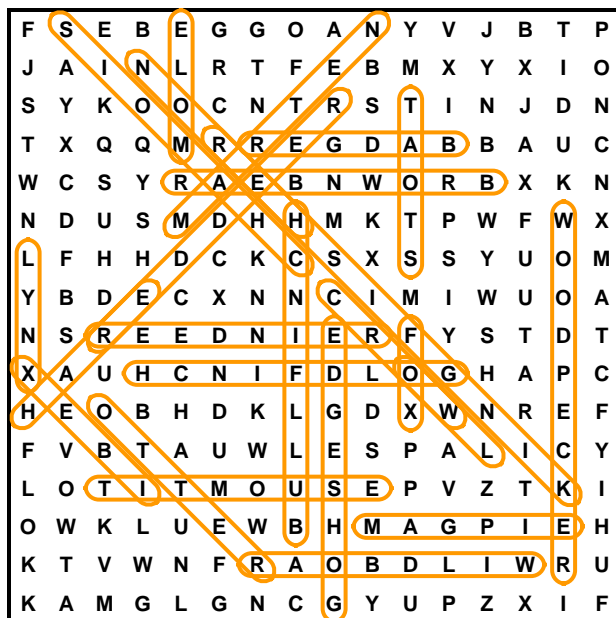 F S E B E G G O A N Y V J B T P
J A I N L R T F E B M X Y X I O
S Y K O O C N T R S T I N J D N
T X Q Q M R R E G D A B B A U C
W C S Y R A E B N W O R B X K N
N D U S M D H H M K T P W F W X
L F H H D C K C S X S S Y U O M
Y B D E C X N N C I M I W U O A
N S R E E D N I E R F Y S T D T
X A U H C N I F D L O G H A P C
H E O B H D K L G D X W N R E F
F V B T A U W L E S P A L I C Y
L O T I T M O U S E P V Z T K I
O W K L U E W B H M A G P I E H
K T V W N F R A O B D L I W R U
K A M G L G N C G Y U P Z X I F